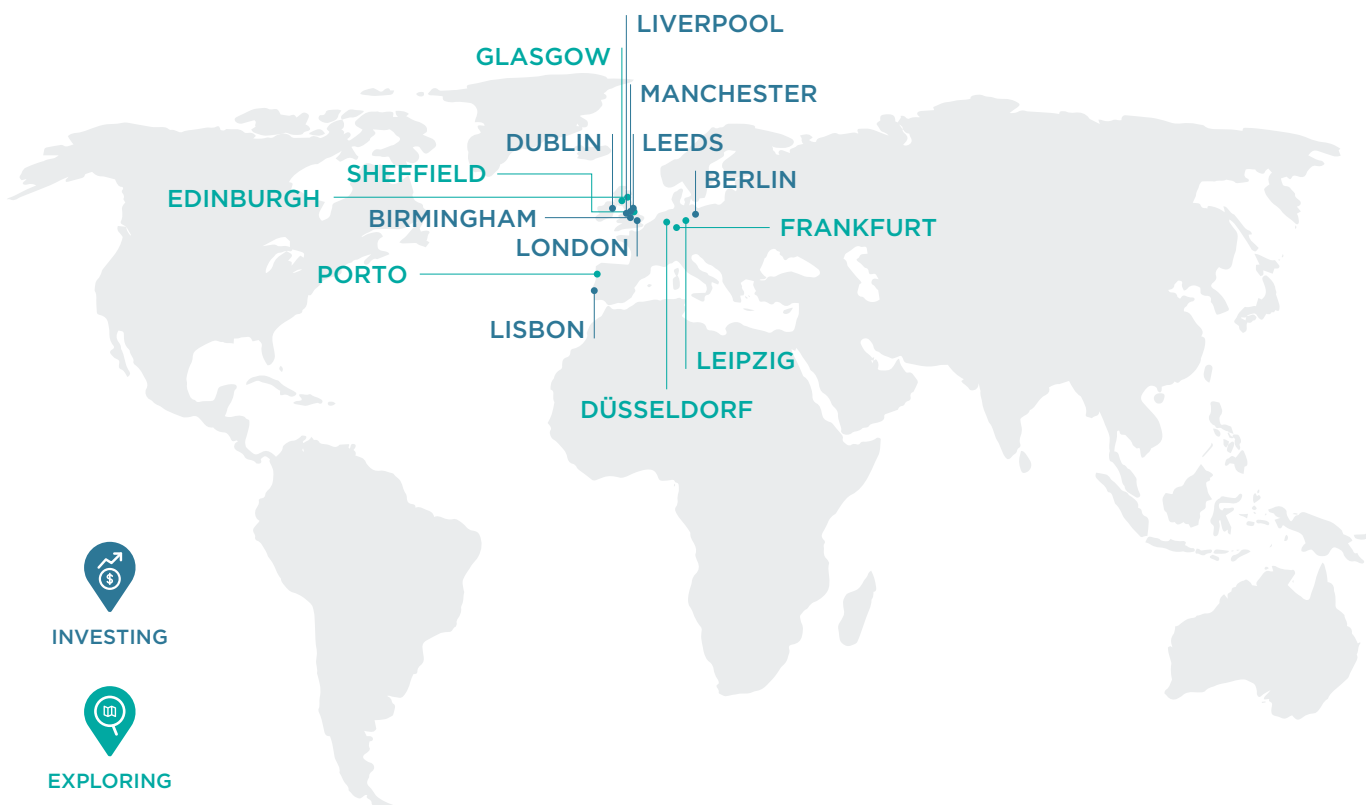 LIVERPOOL
GLASGOW
MANCHESTER
DUBLIN
LEEDS
SHEFFIELD
BERLIN
EDINBURGH
BIRMINGHAM
FRANKFURT
LONDON
PORTO
LISBON
LEIPZIG
DÜSSELDORF
$
INVESTING
EXPLORING